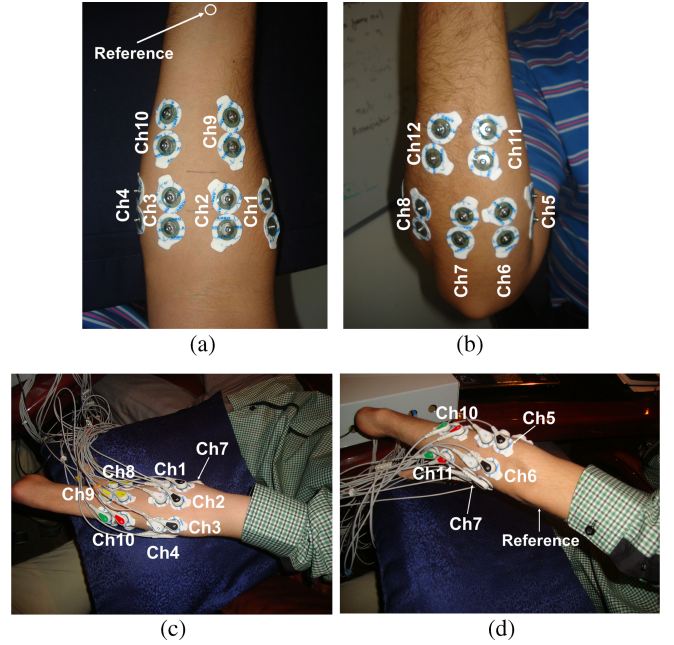 Reference
Ch10
Ch9
Ch4
Ch3
Ch2
Ch1
(a)
Ch12
Ch11
Ch8
Ch5
Ch7
Ch6
(b)
Ch8
Ch1
Ch7
Ch9
Ch2
Ch10
Ch3
Ch4
(c)
Ch10
Ch5
Ch11
Ch6
Ch7
Reference
(d)